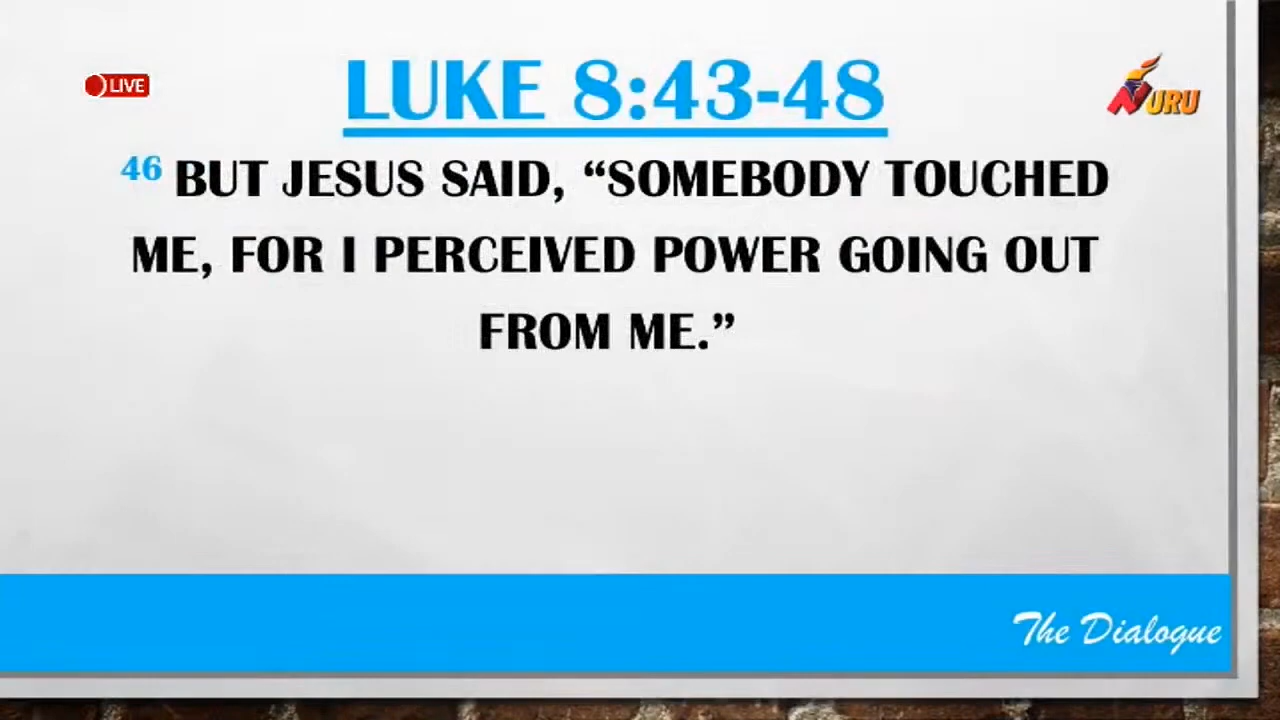 LIVE
LUKE 8:43-48
NURU
46 BUT JESUS SAID, “SOMEBODY TOUCHED
ME, FOR I PERCEIVED POWER GOING OUT
FROM ME.”
The Dialogue